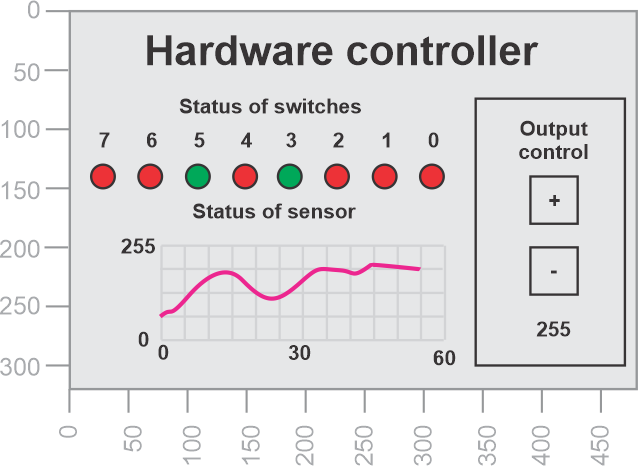 0
50
100
150
200
250
300
Hardware controller
Status of switches
7 6 5 4 3 2 1 0
Status of sensor
255
0
0 30 60
Output
control
+
-
255
0 50 100 150 200 250 300 350 400 450